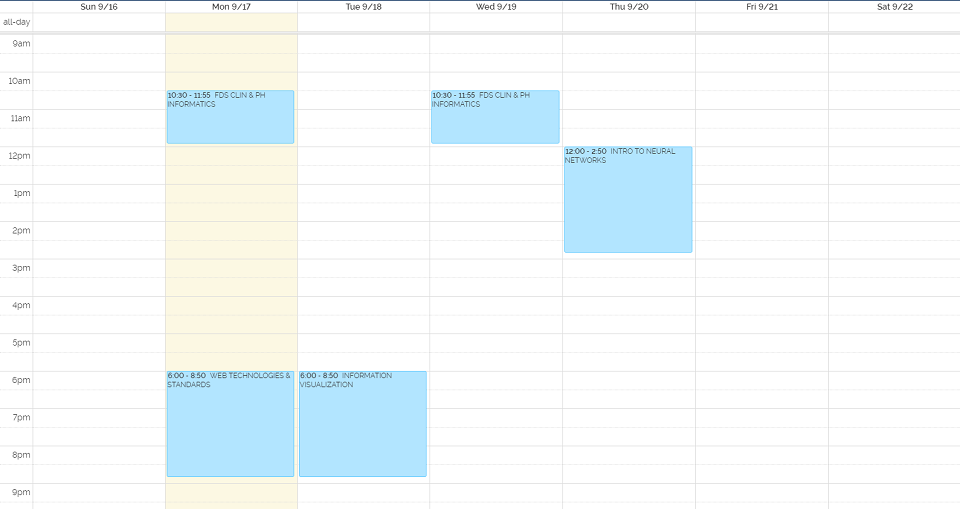 Sun 9/16 Mon 9/17 Tue 9/18 Wed 9/19 Thu 9/20 Fri 9/21 Sat 9/22
all-day
9am
10am
10:30 - 11:55 FDS CLIN & PH
INFORMATICS
10:30 - 11:55 FDS CLIN & PH
INFORMATICS
11am
12pm
12:00 - 2:50 INTRO TO NEURAL
NETWORKS
1pm
2pm
3pm
4pm
5pm
6pm
6:00 - 8:50 WEB TECHNOLOGIES &
STANDARDS
6:00 - 8:50 INFORMATION
VISUALIZATION
7pm
8pm
9pm